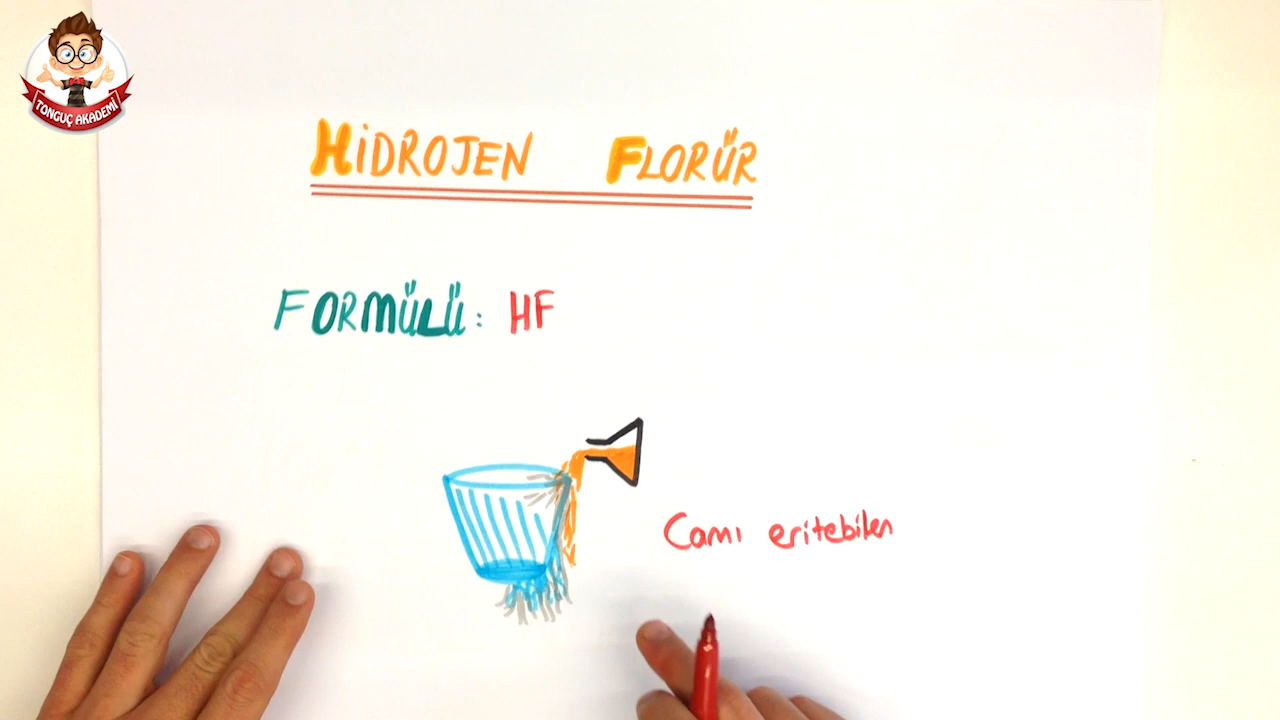 TONGUÇ AKADEMİ
HİDROJEN FLORÜR
FORMÜLÜ: HF
Camı eritebilen